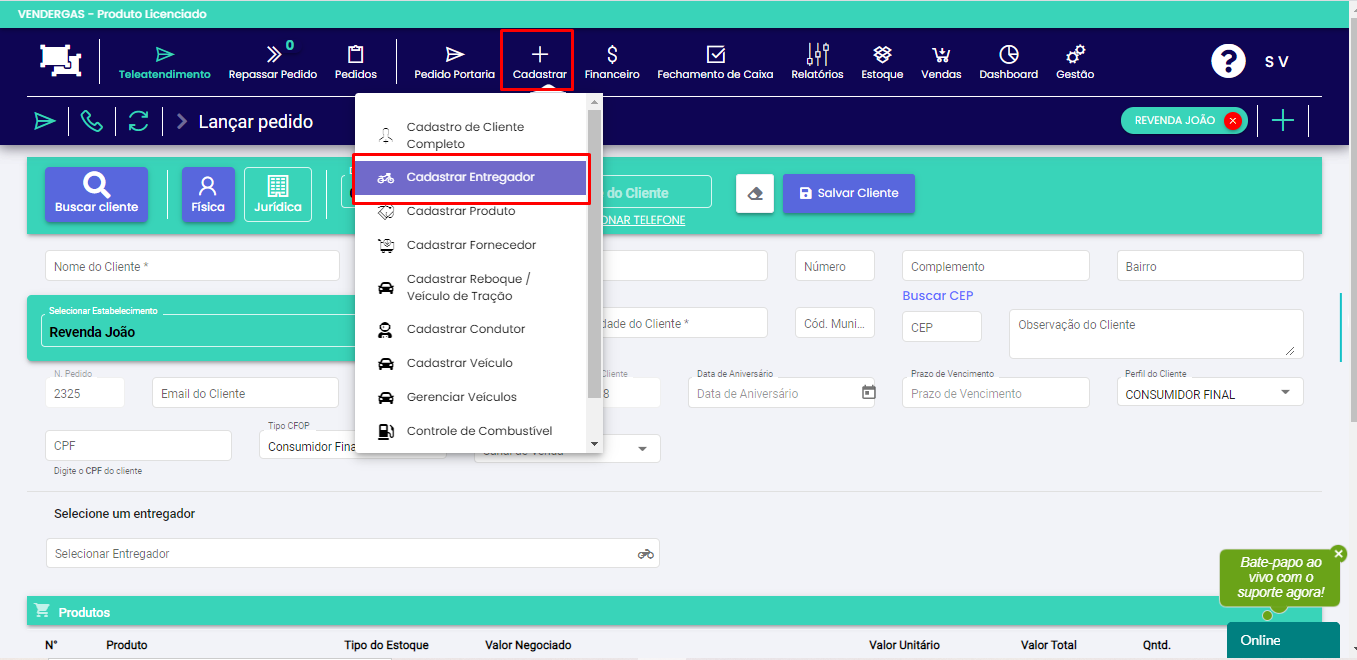 VENDERGAS - Produto Licenciado
0
Teleatendimento
Repassar Pedido
Pedidos
Pedido Portaria
Cadastrar
Financeiro
Fechamento de Caixa
Relatórios
Estoque
Vendas
Dashboard
Gestão
?
S V
Lançar pedido
REVENDA JOÃO
Cadastro de Cliente
Completo
Cadastrar Entregador
Cadastrar Produto
Cadastrar Fornecedor
Cadastrar Reboque /
Veículo de Tração
Cadastrar Condutor
Cadastrar Veículo
Gerenciar Veículos
Controle de Combustível
Buscar cliente
Física
Jurídica
do Cliente
ONAR TELEFONE
Salvar Cliente
Nome do Cliente *
Número
Complemento
Bairro
Selecionar Estabelecimento
Revenda João
dade do Cliente *
Cód. Muni...
Buscar CEP
CEP
Observação do Cliente
N. Pedido
2325
Email do Cliente
Cliente
8
Data de Aniversário
Data de Aniversário
Prazo de Vencimento
Prazo de Vencimento
Perfil do Cliente
CONSUMIDOR FINAL
CPF
Digite o CPF do cliente
Tipo CFOP
Consumidor Fina
Canal de Venda
Selecione um entregador
Selecionar Entregador
Bate-papo ao
vivo com o
suporte agora!
Online
Produtos
N°
Produto
Tipo do Estoque
Valor Negociado
Valor Unitário
Valor Total
Qntd.